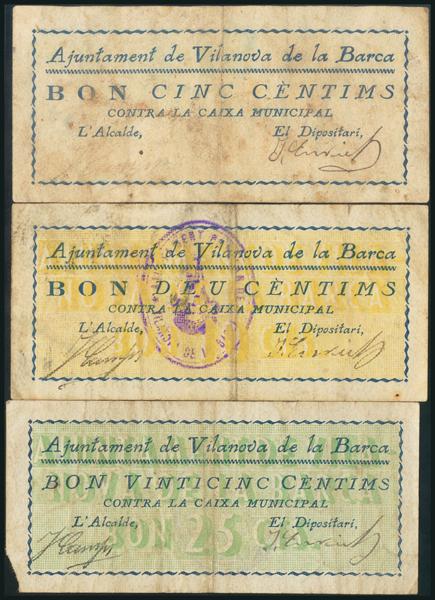 Ajuntament de Vilanova de la Barca
BON CINC CÈNTIMS
CONTRA LA CAIXA MUNICIPAL
L'Alcalde, El Dipositari,
Ajuntament de Vilanova de la Barca
BON DEU CÈNTIMS
CONTRA LA CAIXA MUNICIPAL
L'Alcalde, El Dipositari,
Ajuntament de Vilanova de la Barca
BON VINTICINC CÈNTIMS
CONTRA LA CAIXA MUNICIPAL
L'Alcalde, El Dipositari,
BON 25